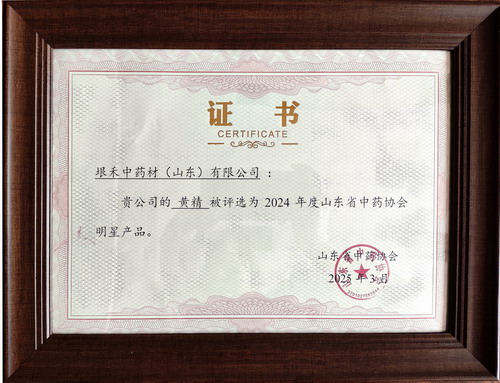 证书
CERTIFICATE
垠禾中药材（山东）有限公司：
贵公司的 黄精 被评选为 2024 年度山东省中药协会
明星产品。
山东省中药协会
2025 年 3 月